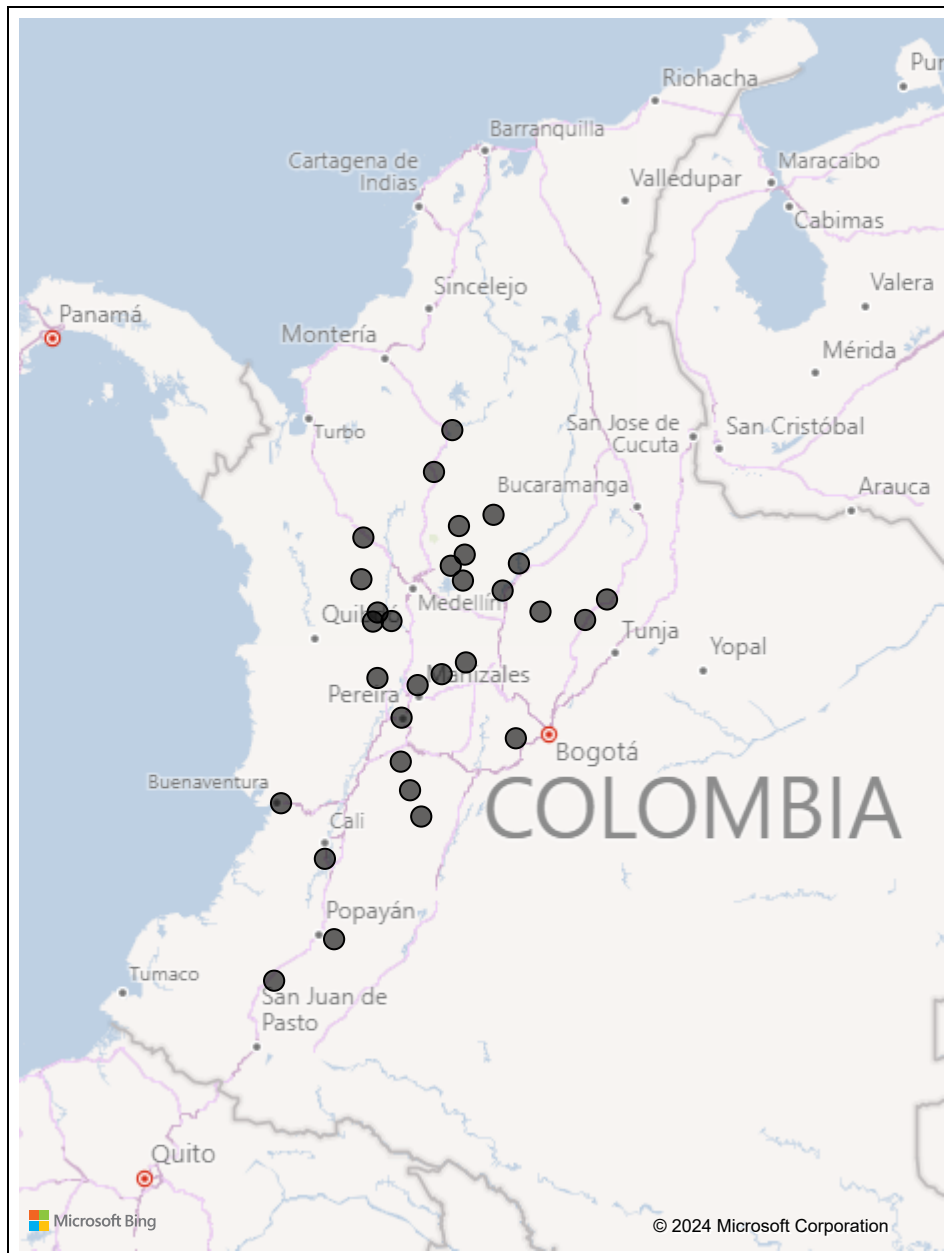 Riohacha
Pur
Barranquilla
Cartagena de
Indias
Maracaibo
Valledupar
Cabimas
Sincelejo
Valera
Panamá
Montería
Mérida
San Jose de
Cucuta
San Cristóbal
Turbo
Bucaramanga
Arauca
Medellín
Quibdó
Tunja
Yopal
Manizales
Pereira
Bogotá
Buenaventura
COLOMBIA
Cali
Popayán
Tumaco
San Juan de
Pasto
Quito
Microsoft Bing
© 2024 Microsoft Corporation